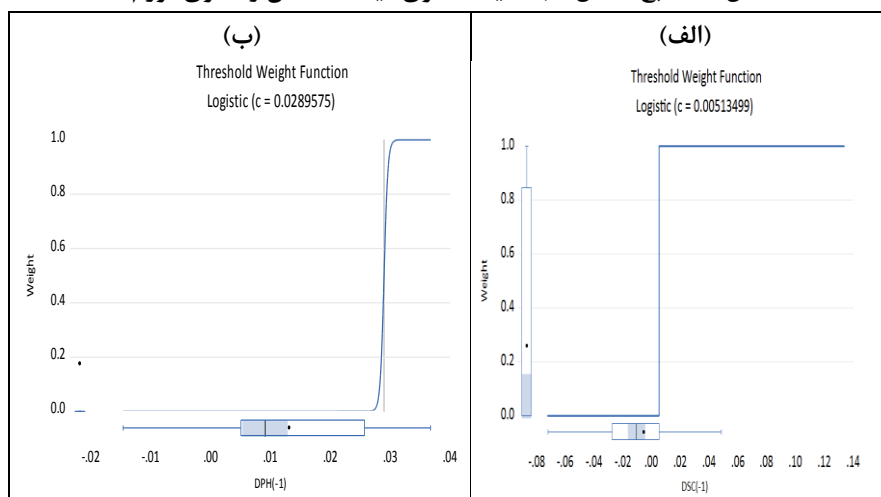 (الف)
Threshold Weight Function
Logistic (c = 0.00513499)
1.0
0.8
0.6
0.4
0.2
0.0
Weight
-.08 -.06 -.04 -.02 .00 .02 .04 .06 .08 .10 .12 .14
DSC(-1)
(ب)
Threshold Weight Function
Logistic (c = 0.0289575)
1.0
0.8
0.6
0.4
0.2
0.0
Weight
-.02 -.01 .00 .01 .02 .03 .04
DPH(-1)